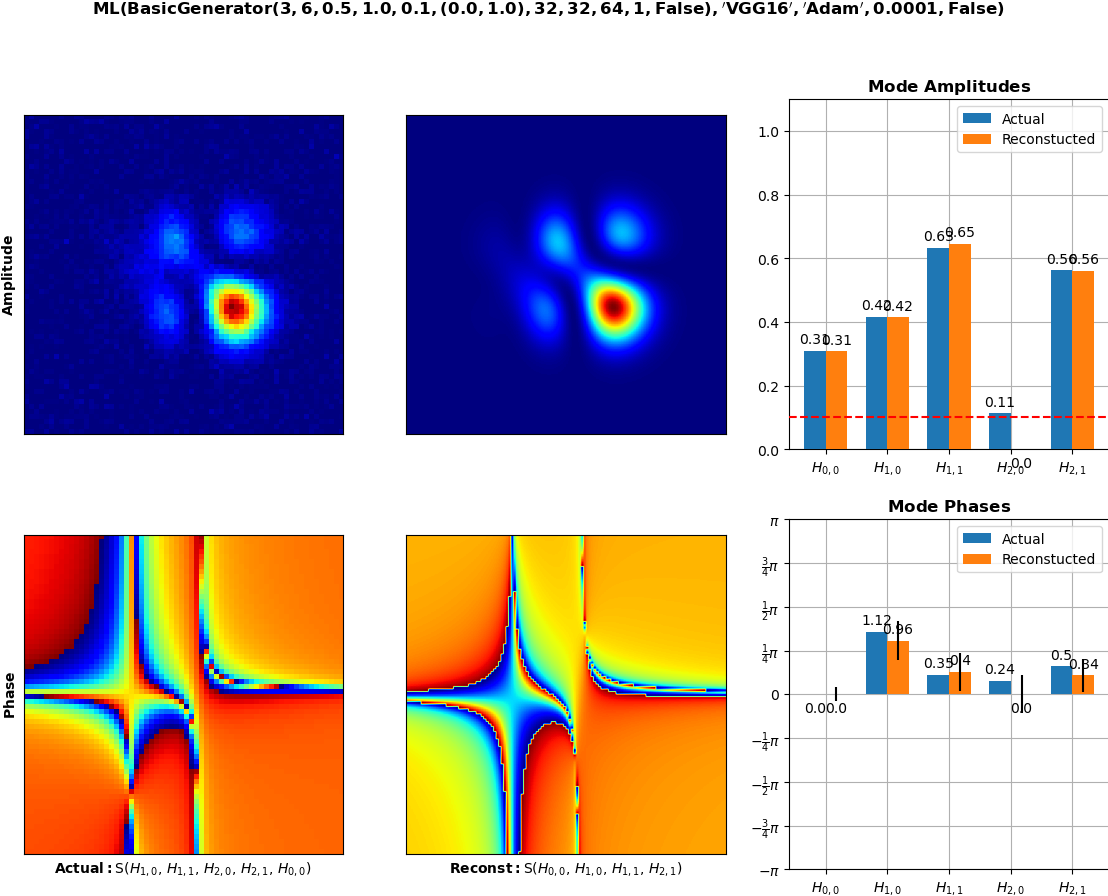 ML(BasicGenerator(3, 6, 0.5, 1.0, 0.1, (0.0, 1.0), 32, 32, 64, 1, False), 'VGG16', 'Adam', 0.0001, False)
Amplitude
Mode Amplitudes
Actual
Reconstucted
1.0
0.8
0.6
0.4
0.2
0.0
0.31
0.31
0.42
0.42
0.63
0.65
0.11
0.0
0.56
0.56
H0,0
H1,0
H1,1
H2,0
H2,1
Phase
Actual: S(H1,0, H1,1, H2,0, H2,1, H0,0)
Reconst: S(H0,0, H1,0, H1,1, H2,1)
Mode Phases
Actual
Reconstucted
π
3/4π
1/2π
1/4π
0
−1/4π
−1/2π
−3/4π
−π
0.0
0.0
1.12
0.96
0.35
0.4
0.24
0.0
0.5
H0,0
H1,0
H1,1
H2,0
H2,1